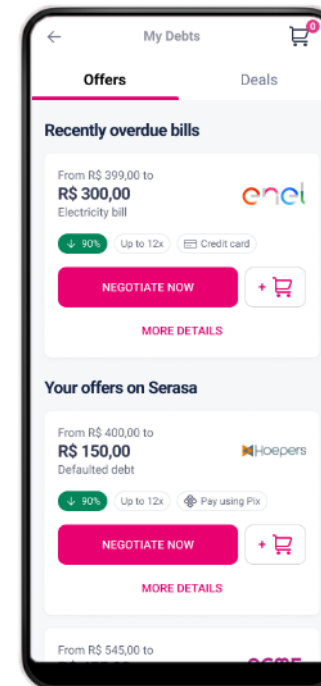 My Debts
0
Offers
Deals
Recently overdue bills
From R$ 399,00 to
R$ 300,00
enel
Electricity bill
↓ 90%
Up to 12x
Credit card
NEGOTIATE NOW
+
MORE DETAILS
Your offers on Serasa
From R$ 400,00 to
R$ 150,00
Hoepers
Defaulted debt
↓ 90%
Up to 12x
Pay using Pix
NEGOTIATE NOW
+
MORE DETAILS
From R$ 545,00 to